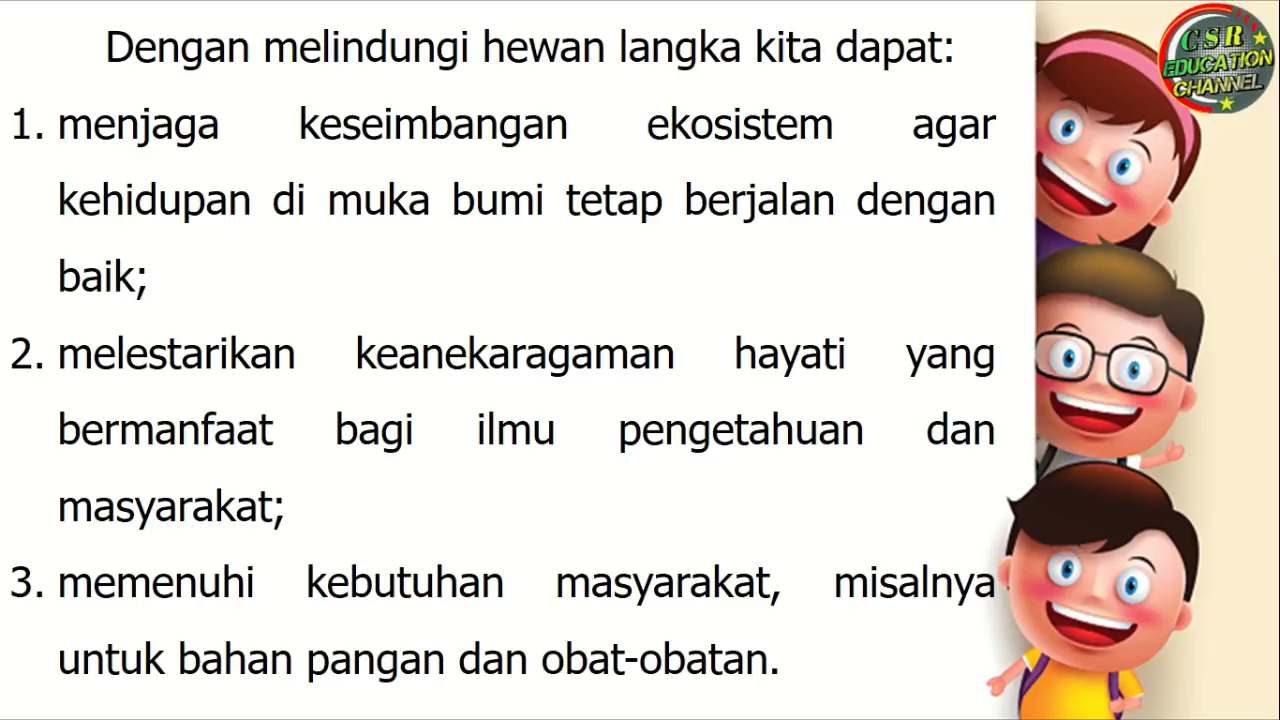 Dengan melindungi hewan langka kita dapat:
1. menjaga keseimbangan ekosistem agar
kehidupan di muka bumi tetap berjalan dengan
baik;
2. melestarikan keanekaragaman hayati yang
bermanfaat bagi ilmu pengetahuan dan
masyarakat;
3. memenuhi kebutuhan masyarakat, misalnya
untuk bahan pangan dan obat-obatan.
CSR
EDUCATION
CHANNEL